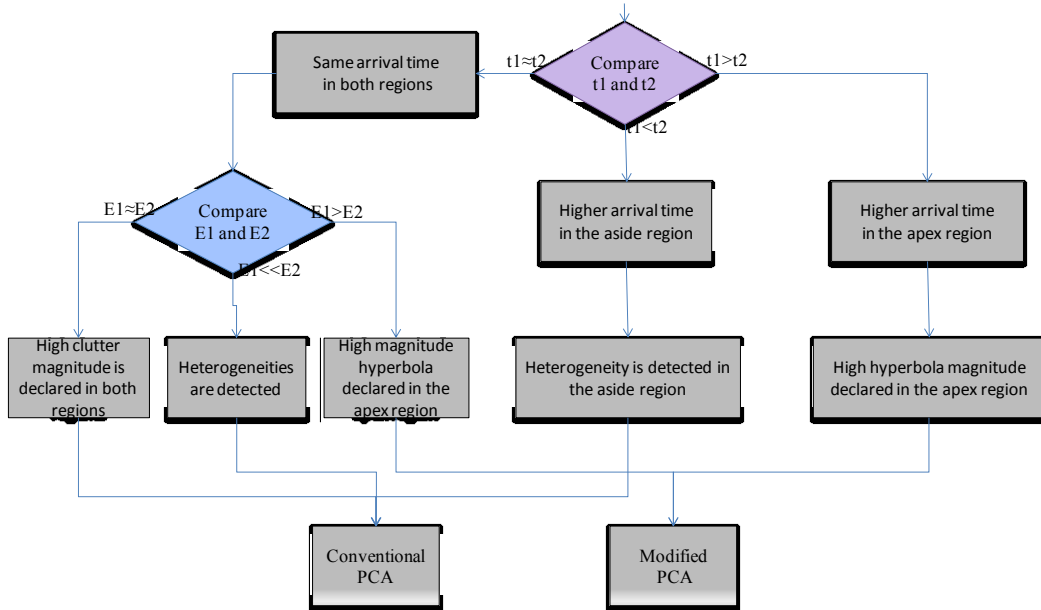 Same arrival time
in both regions
t1≈t2
Compare
t1 and t2
t1>t2
t1<t2
E1≈E2
Compare
E1 and E2
E1>E2
E1<<E2
Higher arrival time
in the aside region
Higher arrival time
in the apex region
High clutter
magnitude is
declared in both
regions
Heterogeneities
are detected
High magnitude
hyperbola
declared in the
apex region
Heterogeneity is detected in
the aside region
High hyperbola magnitude
declared in the apex region
Conventional
PCA
Modified
PCA